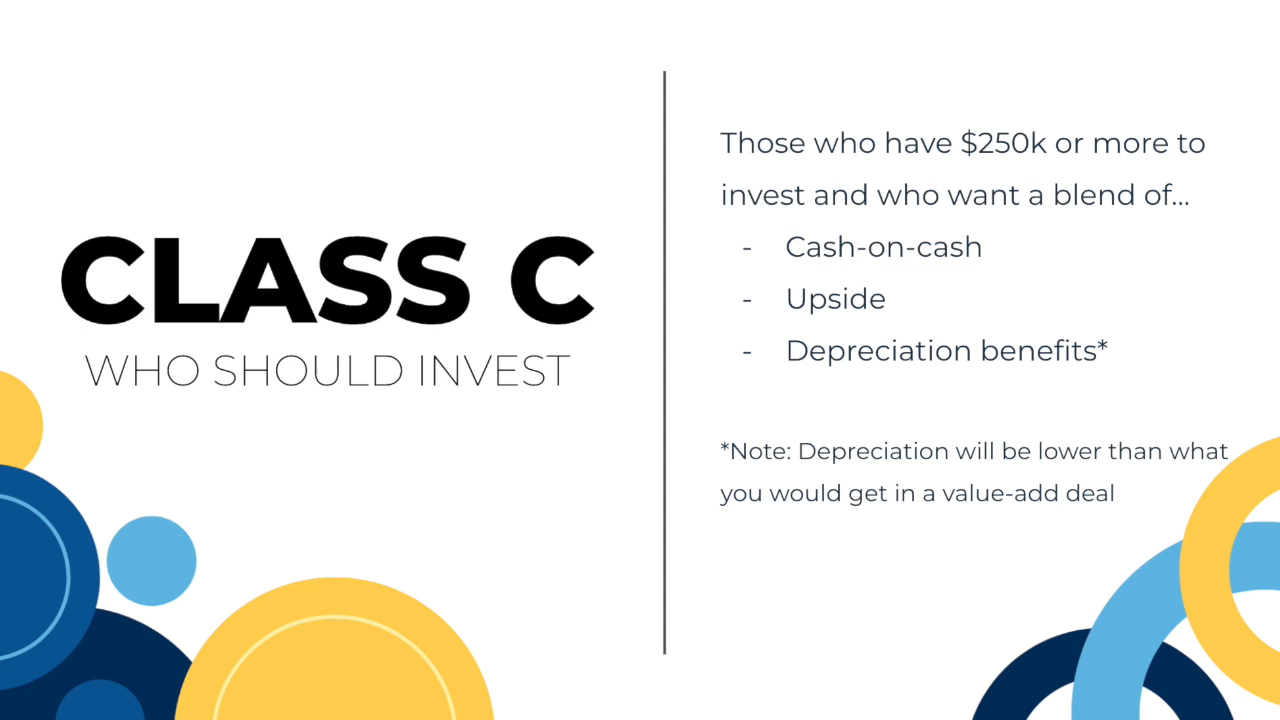 CLASS C
WHO SHOULD INVEST
Those who have $250k or more to
invest and who want a blend of...
- Cash-on-cash
- Upside
- Depreciation benefits*
*Note: Depreciation will be lower than what
you would get in a value-add deal